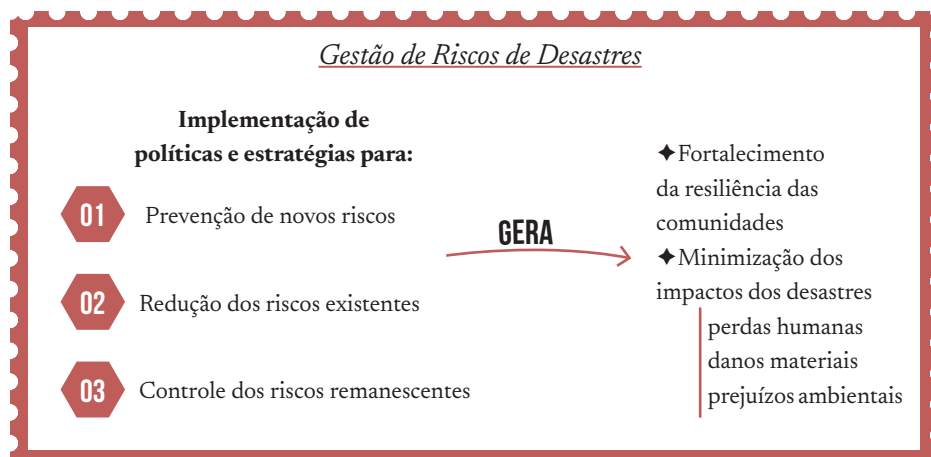 Gestão de Riscos de Desastres
Implementação de
políticas e estratégias para:
01 Prevenção de novos riscos
02 Redução dos riscos existentes
03 Controle dos riscos remanescentes
GERA
✦Fortalecimento
da resiliência das
comunidades
✦Minimização dos
impactos dos desastres
perdas humanas
danos materiais
prejuízos ambientais